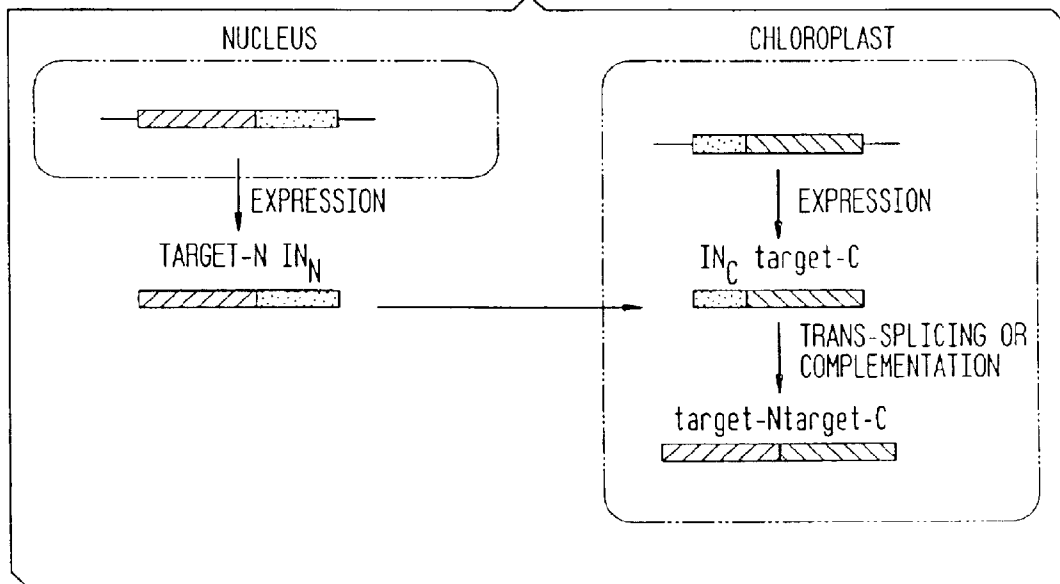 NUCLEUS
EXPRESSION
TARGET-N IN_N
CHLOROPLAST
EXPRESSION
IN_C target-C
TRANS-SPLICING OR
COMPLEMENTATION
target-Ntarget-C